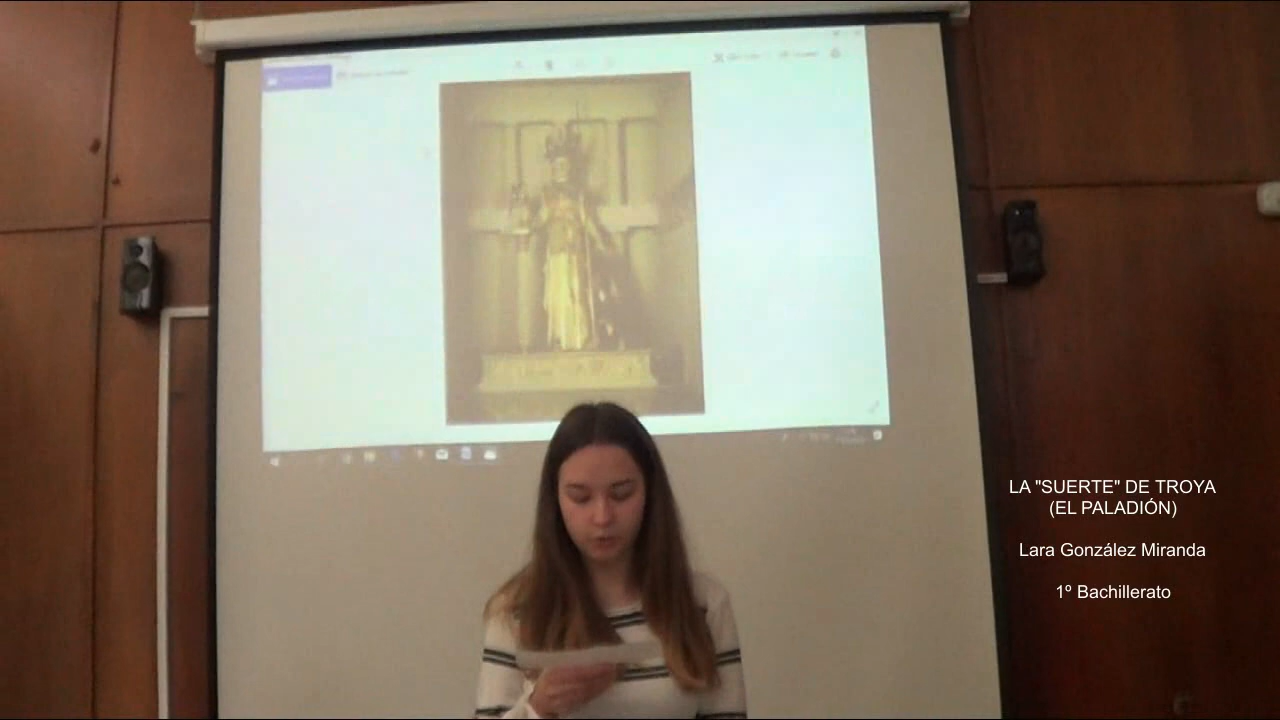 LA "SUERTE" DE TROYA
(EL PALADIÓN)
Lara González Miranda
1º Bachillerato